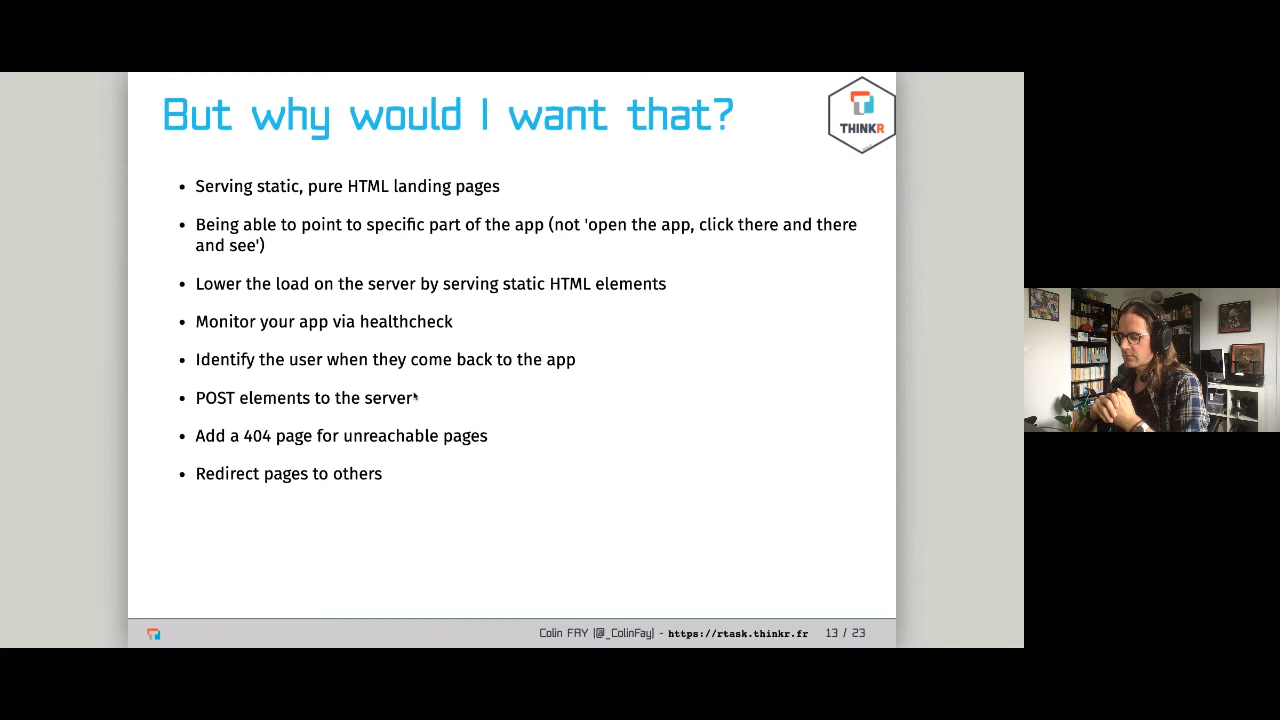 But why would I want that?
THINKR
• Serving static, pure HTML landing pages
• Being able to point to specific part of the app (not 'open the app, click there and there
and see')
• Lower the load on the server by serving static HTML elements
• Monitor your app via healthcheck
• Identify the user when they come back to the app
• POST elements to the server
• Add a 404 page for unreachable pages
• Redirect pages to others
Colin FAY (@_ColinFay) - https://rtask.thinkr.fr 13 / 23